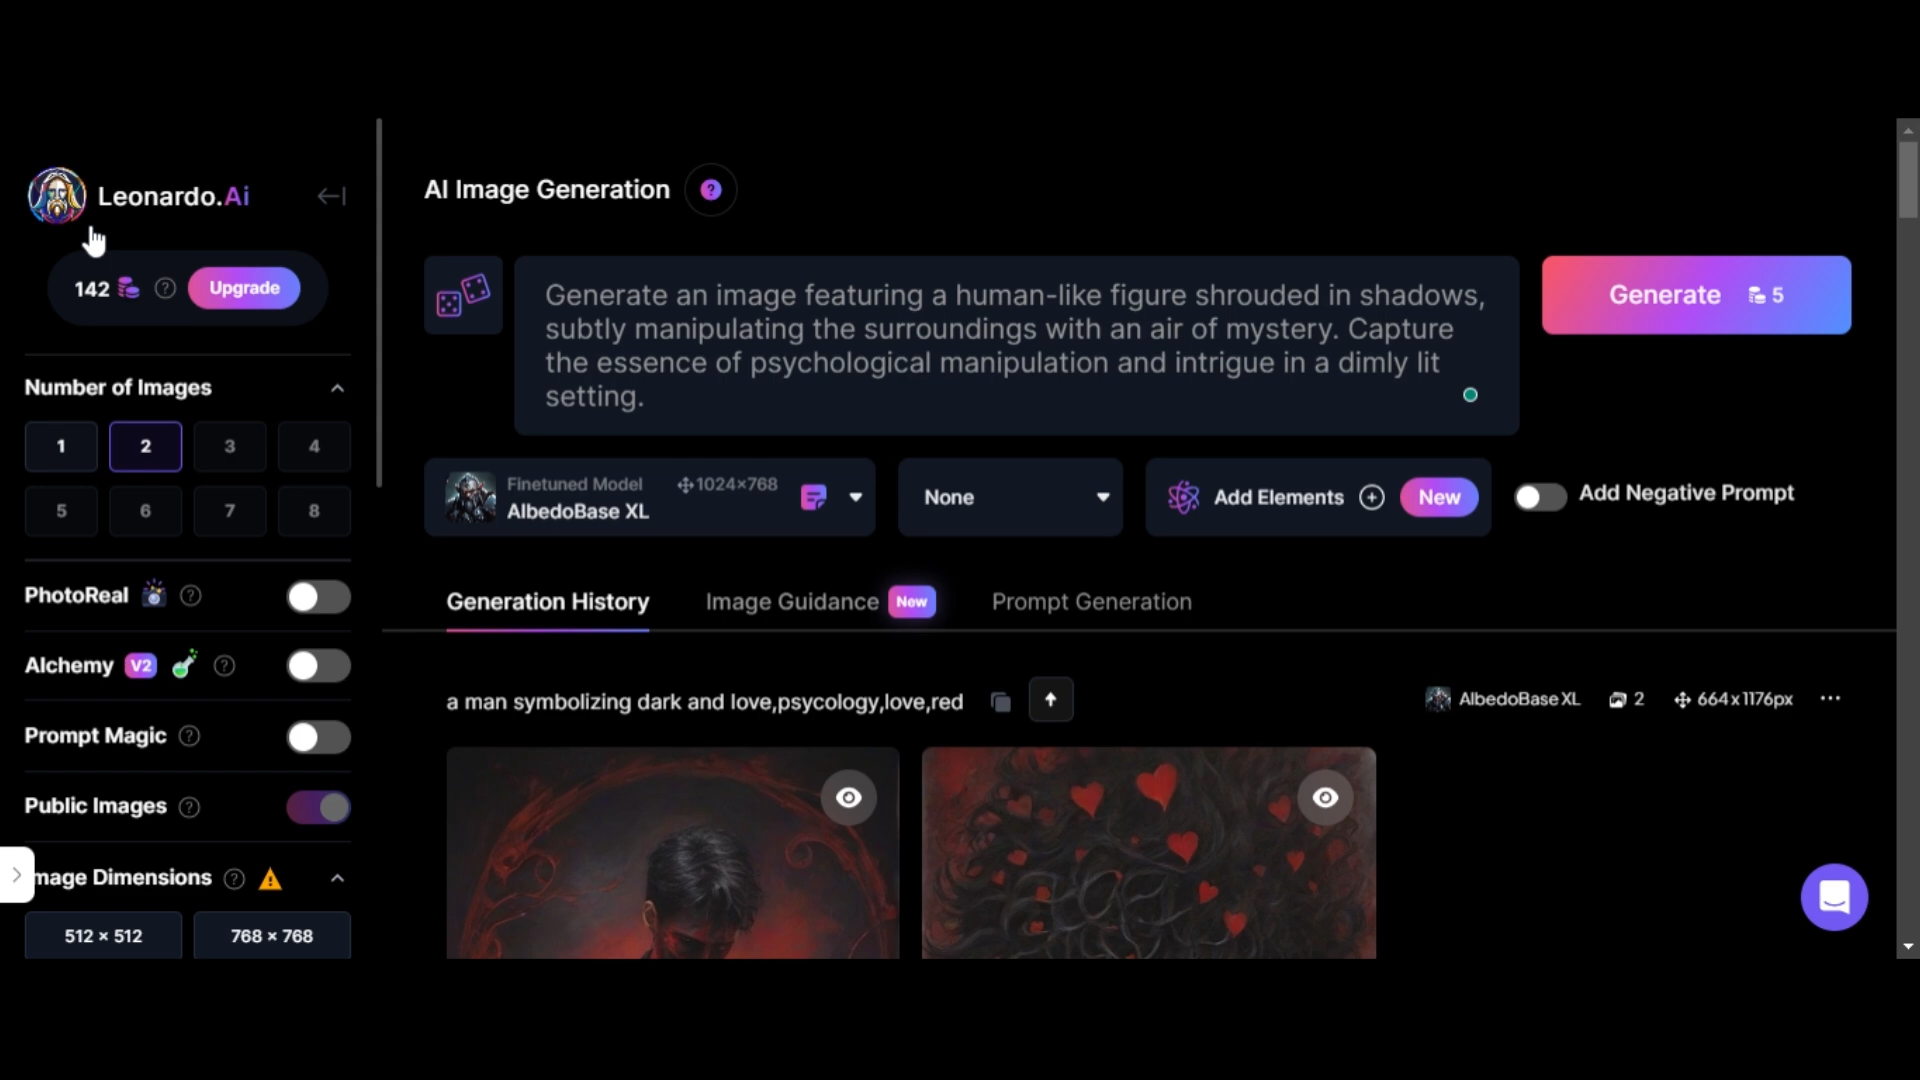 Leonardo.Ai
142
Upgrade
Number of Images
1 2 3 4
5 6 7 8
PhotoReal
Alchemy V2
Prompt Magic
Public Images
mage Dimensions
512 × 512 768 × 768
AI Image Generation
Generate an image featuring a human-like figure shrouded in shadows,
subtly manipulating the surroundings with an air of mystery. Capture
the essence of psychological manipulation and intrigue in a dimly lit
setting.
Generate 5
Finetuned Model 1024×768
AlbedoBase XL
None
Add Elements New
Add Negative Prompt
Generation History Image Guidance New Prompt Generation
a man symbolizing dark and love,psycology,love,red
AlbedoBase XL 2 664x1176px